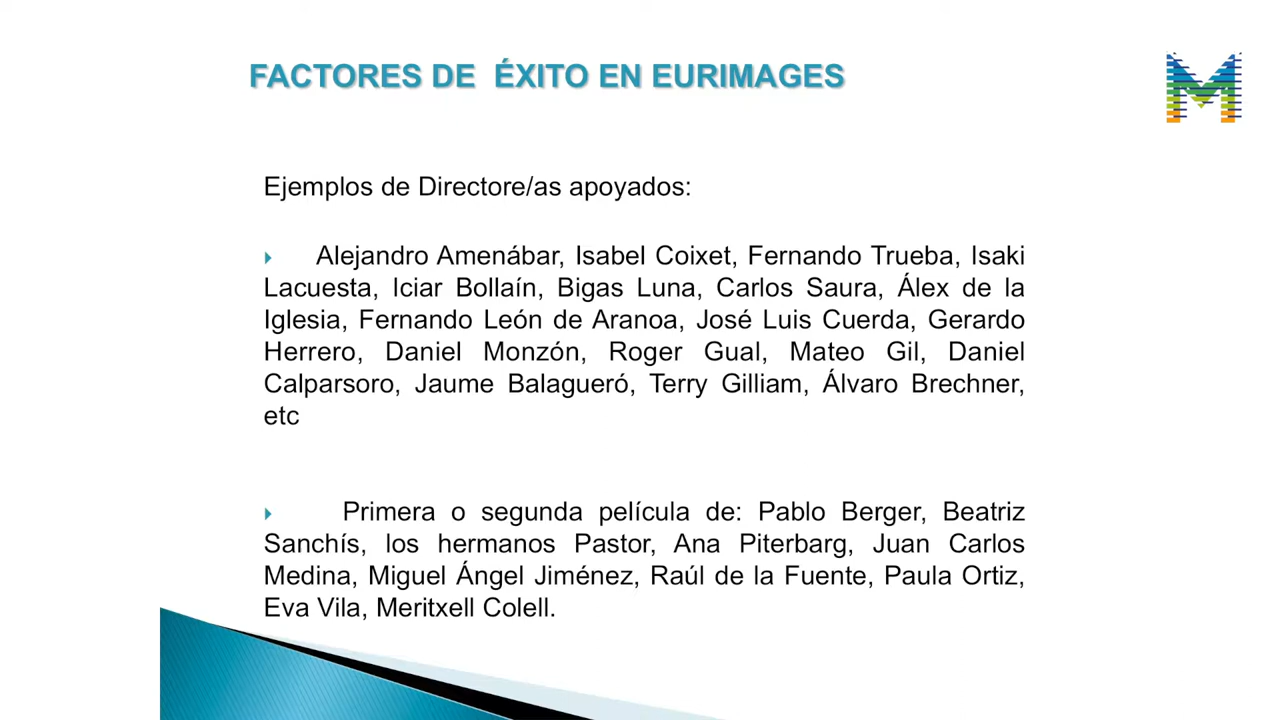 FACTORES DE ÉXITO EN EURIMAGES
Ejemplos de Directore/as apoyados:
Alejandro Amenábar, Isabel Coixet, Fernando Trueba, Isaki
Lacuesta, Iciar Bollaín, Bigas Luna, Carlos Saura, Álex de la
Iglesia, Fernando León de Aranoa, José Luis Cuerda, Gerardo
Herrero, Daniel Monzón, Roger Gual, Mateo Gil, Daniel
Calparsoro, Jaume Balagueró, Terry Gilliam, Álvaro Brechner,
etc
Primera o segunda película de: Pablo Berger, Beatriz
Sanchís, los hermanos Pastor, Ana Piterbarg, Juan Carlos
Medina, Miguel Ángel Jiménez, Raúl de la Fuente, Paula Ortiz,
Eva Vila, Meritxell Colell.